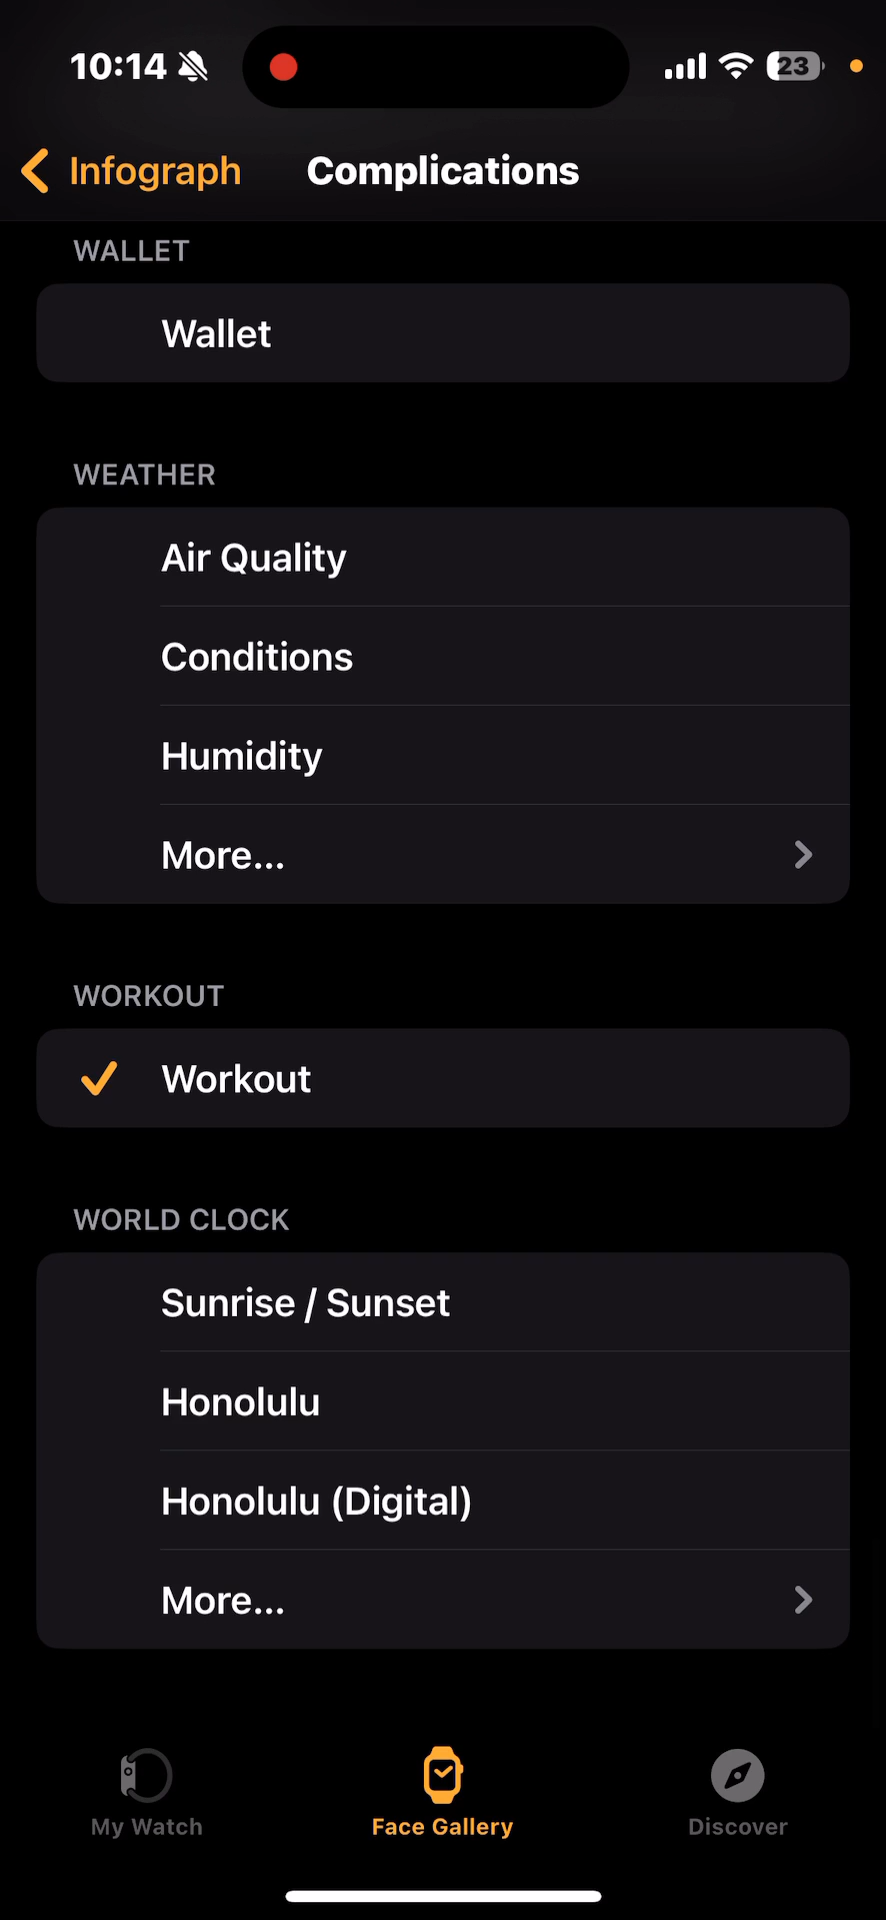 10:14
23
Infograph
Complications
WALLET
Wallet
WEATHER
Air Quality
Conditions
Humidity
More...
WORKOUT
Workout
WORLD CLOCK
Sunrise / Sunset
Honolulu
Honolulu (Digital)
More...
My Watch
Face Gallery
Discover